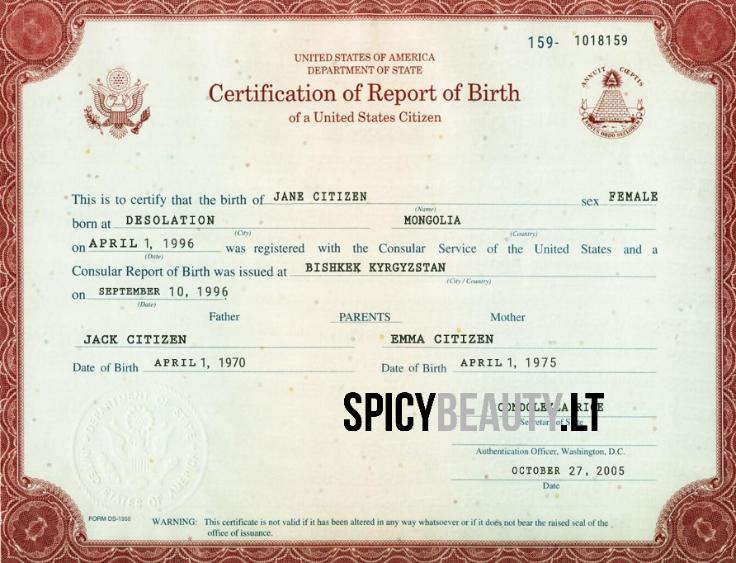 159- 1018159
UNITED STATES OF AMERICA
DEPARTMENT OF STATE
Certification of Report of Birth
of a United States Citizen
ANNUIT CŒPTIS
This is to certify that the birth of JANE CITIZEN sex FEMALE
(Name)
born at DESOLATION MONGOLIA
(City) (Country)
on APRIL 1, 1996 was registered with the Consular Service of the United States and a
(Date)
Consular Report of Birth was issued at BISHKEK KYRGYZSTAN
(City / Country)
on SEPTEMBER 10, 1996
(Date)
Father PARENTS Mother
JACK CITIZEN EMMA CITIZEN
Date of Birth APRIL 1, 1970 Date of Birth APRIL 1, 1975
SPICYBEAUTY.LT
CONDOLEZZA RICE
Secretary of State
Authentication Officer, Washington, D.C.
OCTOBER 27, 2005
Date
DEPARTMENT OF STATE
UNITED STATES OF AMERICA
FORM DS-1350 WARNING: This certificate is not valid if it has been altered in any way whatsoever or if it does not bear the raised seal of the
office of issuance.